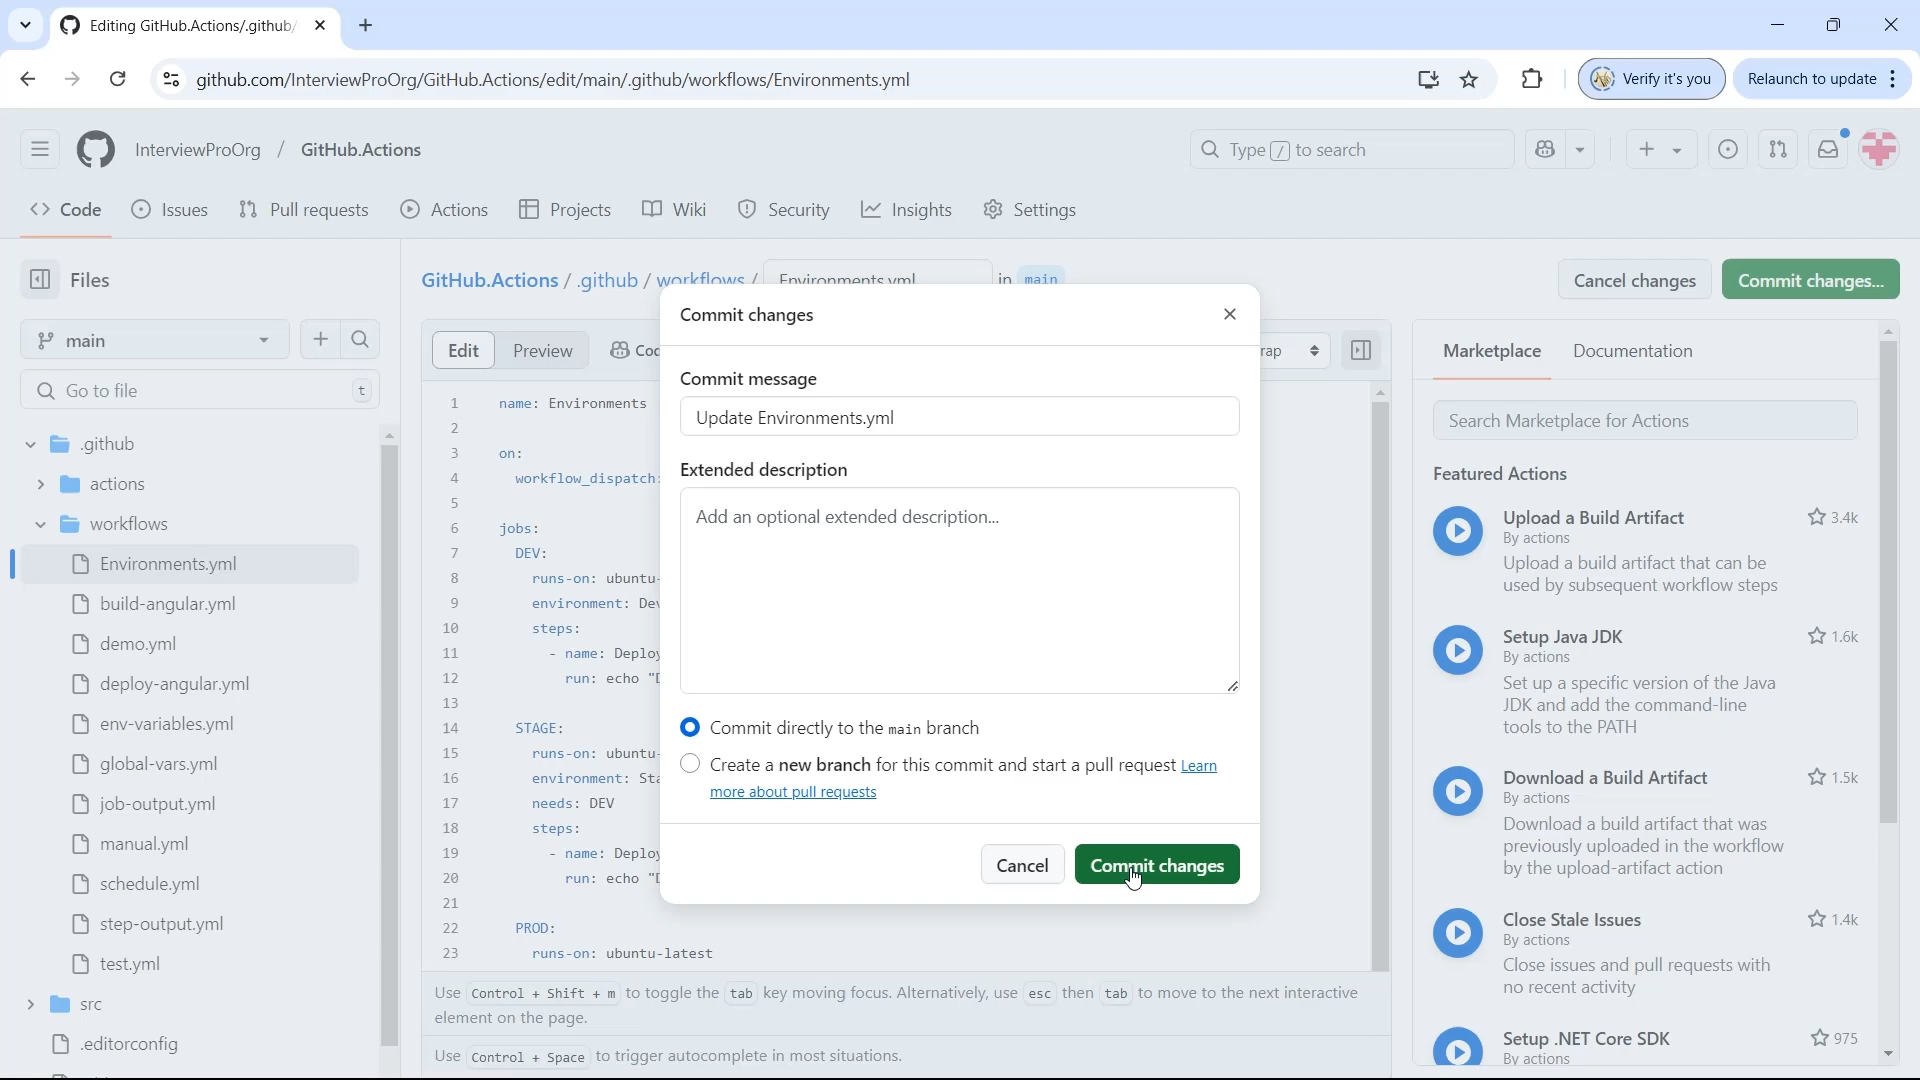 Editing GitHub.Actions/.github/
github.com/InterviewProOrg/GitHub.Actions/edit/main/.github/workflows/Environments.yml
Verify it's you
Relaunch to update
InterviewProOrg / GitHub.Actions
Type / to search
Code
Issues
Pull requests
Actions
Projects
Wiki
Security
Insights
Settings
Files
main
Go to file
t
.github
actions
workflows
Environments.yml
build-angular.yml
demo.yml
deploy-angular.yml
env-variables.yml
global-vars.yml
job-output.yml
manual.yml
schedule.yml
step-output.yml
test.yml
src
.editorconfig
GitHub.Actions / .github / workflows / Environments.yml in main
Cancel changes
Commit changes...
Edit
Preview
1 name: Environments
2
3 on:
4 workflow_dispatch:
5
6 jobs:
7 DEV:
8 runs-on: ubuntu-
9 environment: Dev
10 steps:
11 - name: Deploy
12 run: echo "D
13
14 STAGE:
15 runs-on: ubuntu-
16 environment: Sta
17 needs: DEV
18 steps:
19 - name: Deploy
20 run: echo "D
21
22 PROD:
23 runs-on: ubuntu-latest
Use Control + Shift + m to toggle the tab key moving focus. Alternatively, use esc then tab to move to the next interactive
element on the page.
Use Control + Space to trigger autocomplete in most situations.
Commit changes
Commit message
Update Environments.yml
Extended description
Add an optional extended description...
Commit directly to the main branch
Create a new branch for this commit and start a pull request Learn
more about pull requests
Cancel
Commit changes
Marketplace
Documentation
Search Marketplace for Actions
Featured Actions
Upload a Build Artifact 3.4k
By actions
Upload a build artifact that can be
used by subsequent workflow steps
Setup Java JDK 1.6k
By actions
Set up a specific version of the Java
JDK and add the command-line
tools to the PATH
Download a Build Artifact 1.5k
By actions
Download a build artifact that was
previously uploaded in the workflow
by the upload-artifact action
Close Stale Issues 1.4k
By actions
Close issues and pull requests with
no recent activity
Setup .NET Core SDK 975
By actions